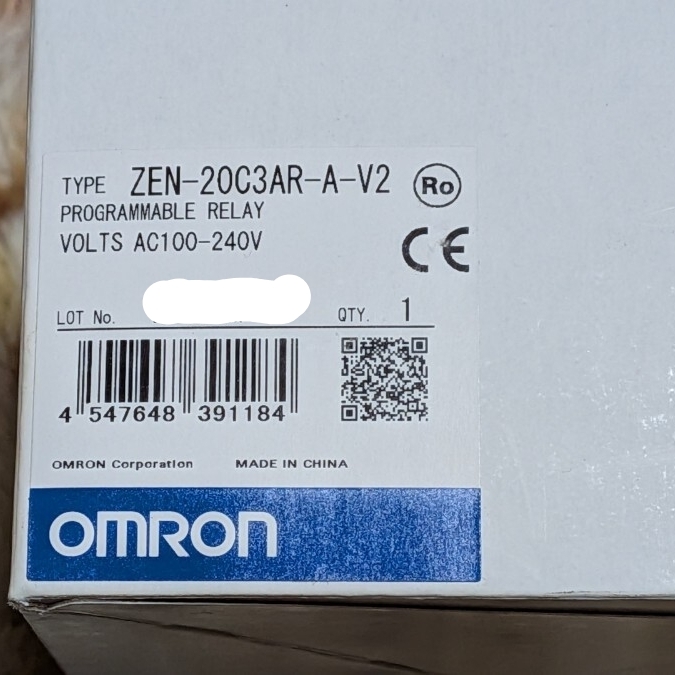 TYPE ZEN-20C3AR-A-V2 Ro
PROGRAMMABLE RELAY
VOLTS AC100-240V
CE
LOT No. QTY. 1
4 547648 391184
OMRON Corporation MADE IN CHINA
OMRON